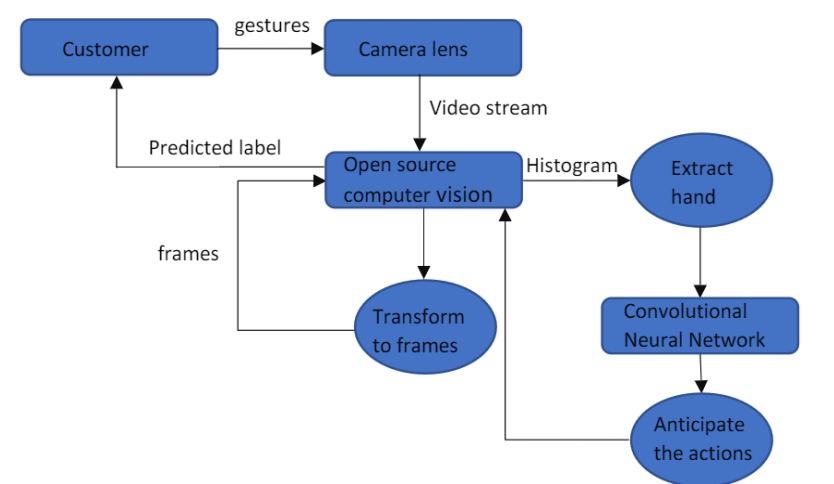 gestures
Customer
Camera lens
Video stream
Predicted label
Open source
computer vision
Histogram
Extract
hand
frames
Transform
to frames
Convolutional
Neural Network
Anticipate
the actions